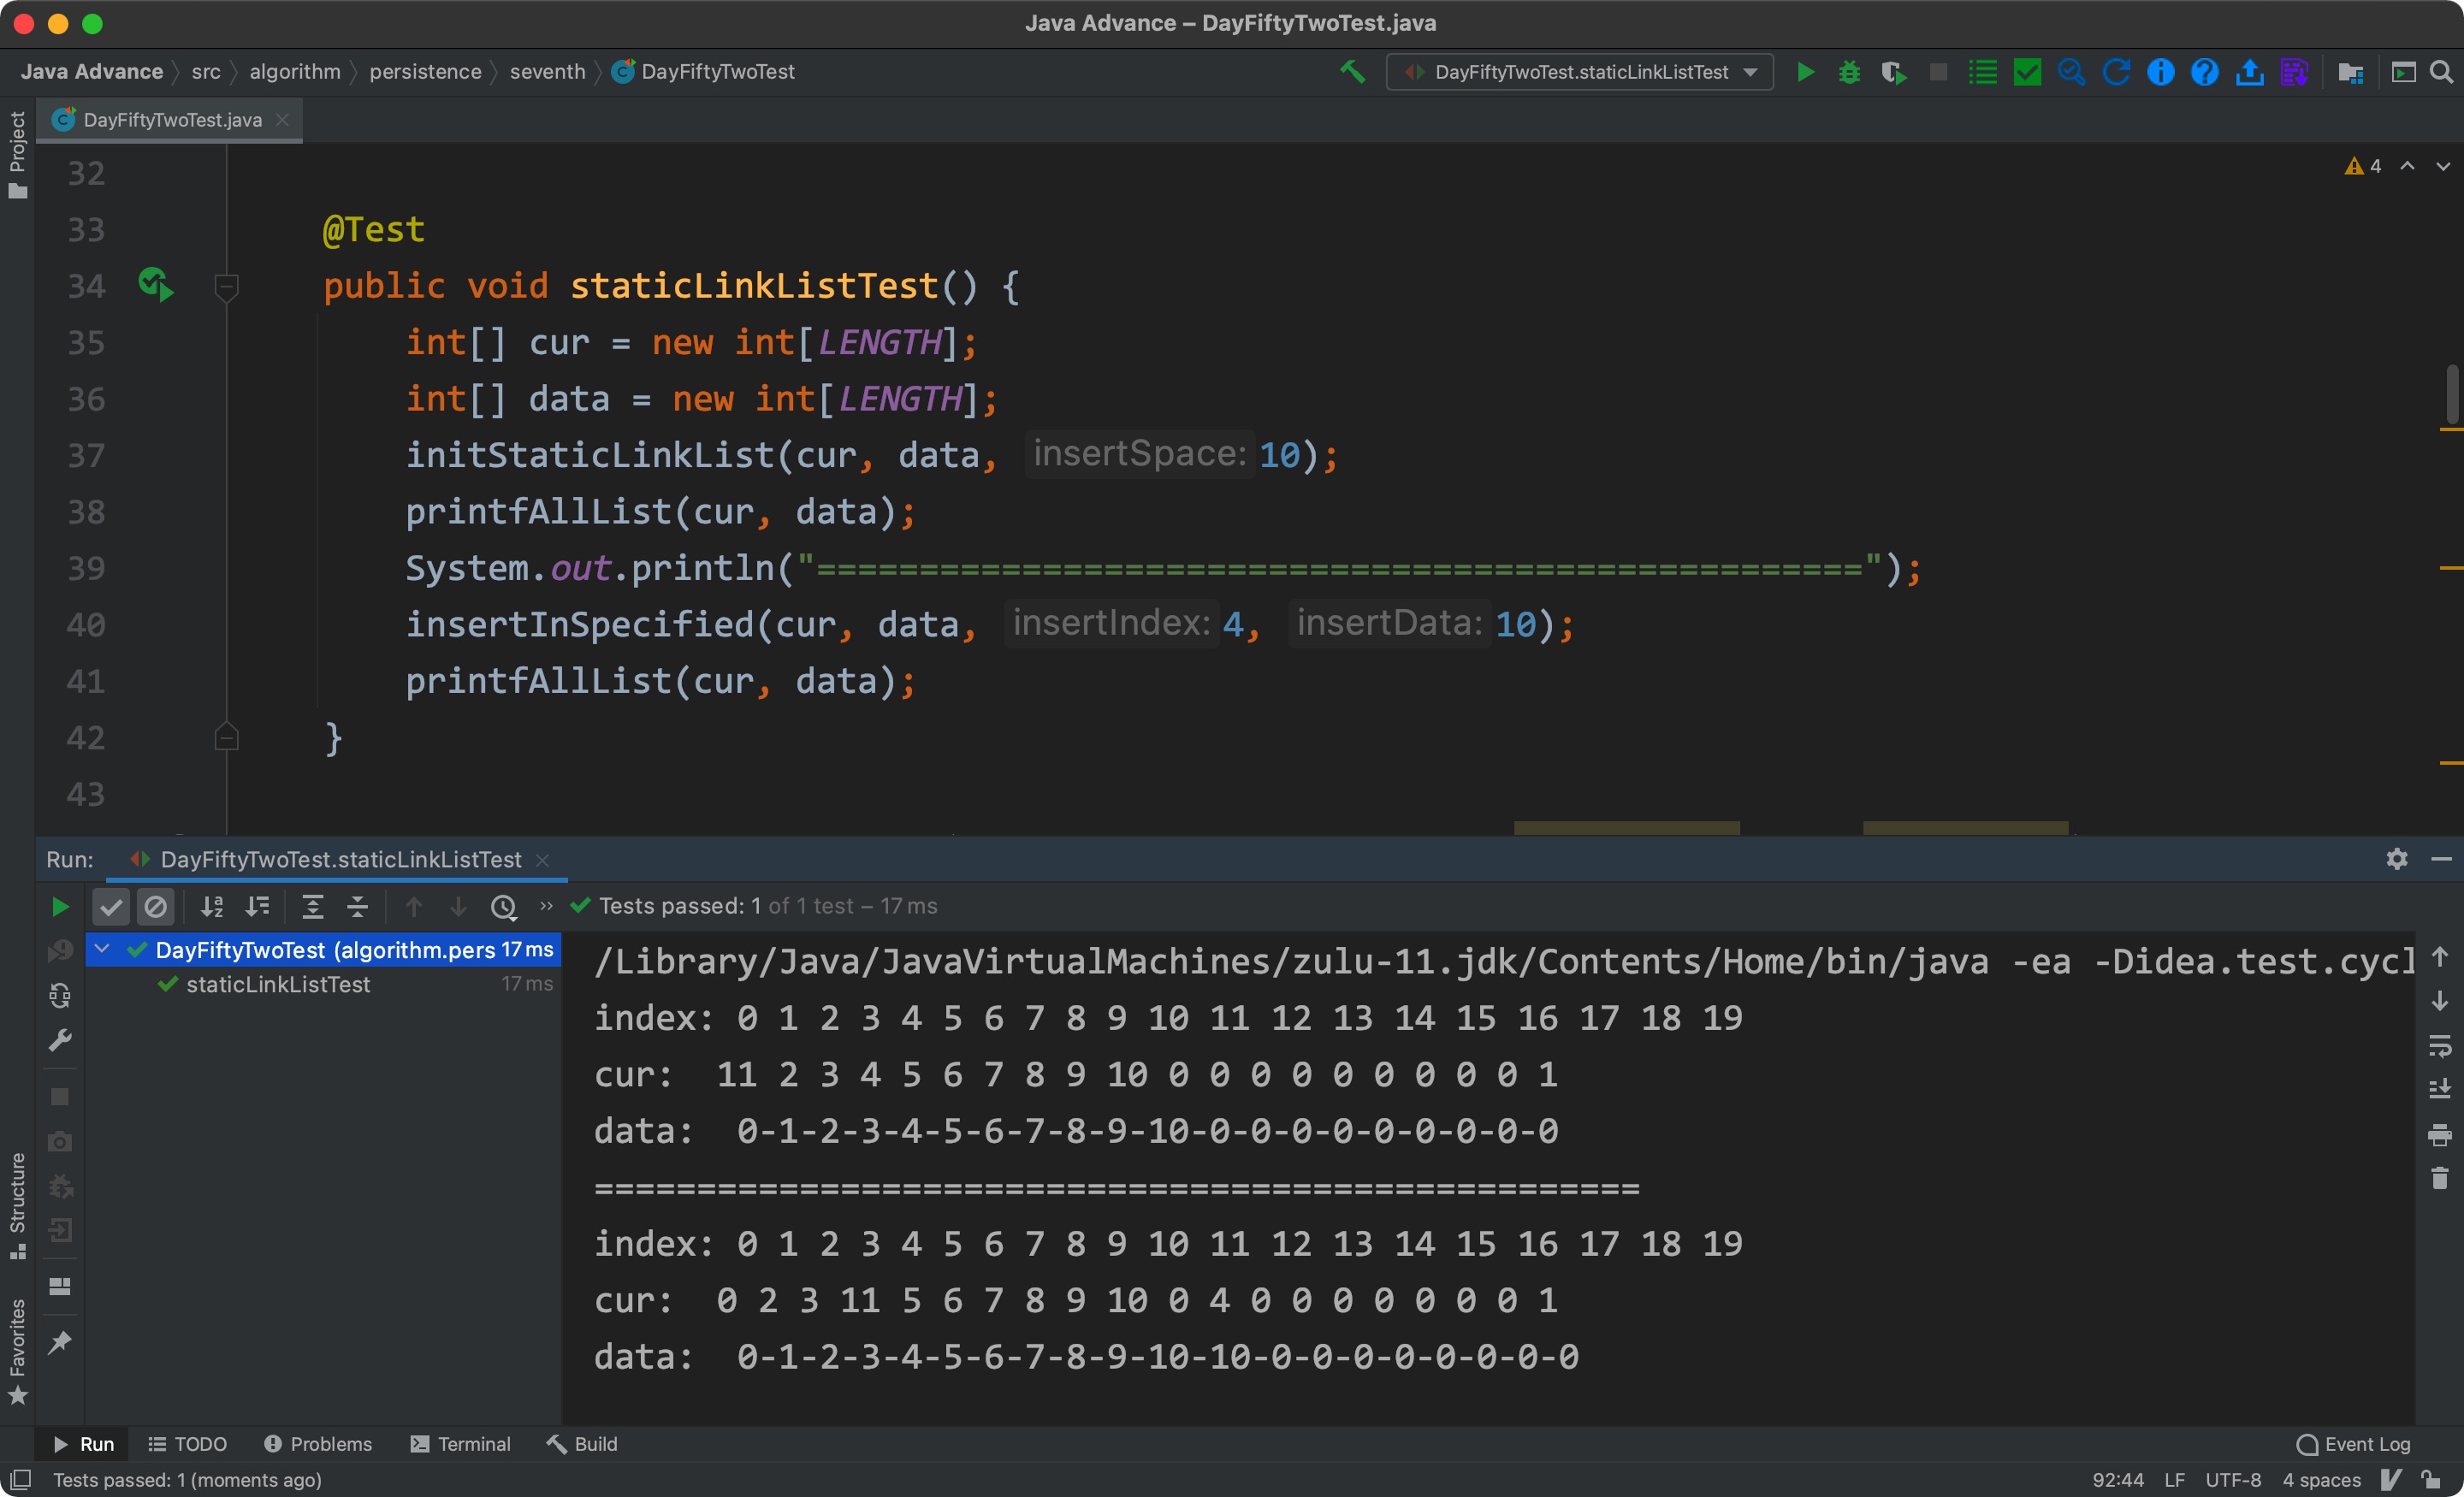 Java Advance – DayFiftyTwoTest.java
Java Advance src algorithm persistence seventh DayFiftyTwoTest
DayFiftyTwoTest.staticLinkListTest
Project
DayFiftyTwoTest.java
4
32
33 @Test
34 public void staticLinkListTest() {
35 int[] cur = new int[LENGTH];
36 int[] data = new int[LENGTH];
37 initStaticLinkList(cur, data, insertSpace: 10);
38 printfAllList(cur, data);
39 System.out.println("===================================================");
40 insertInSpecified(cur, data, insertIndex: 4, insertData: 10);
41 printfAllList(cur, data);
42 }
43
Run: DayFiftyTwoTest.staticLinkListTest
Tests passed: 1 of 1 test – 17 ms
DayFiftyTwoTest (algorithm.pers 17 ms
staticLinkListTest 17 ms
/Library/Java/JavaVirtualMachines/zulu-11.jdk/Contents/Home/bin/java -ea -Didea.test.cycl
index: 0 1 2 3 4 5 6 7 8 9 10 11 12 13 14 15 16 17 18 19
cur: 11 2 3 4 5 6 7 8 9 10 0 0 0 0 0 0 0 0 0 1
data: 0-1-2-3-4-5-6-7-8-9-10-0-0-0-0-0-0-0-0-0
===================================================
index: 0 1 2 3 4 5 6 7 8 9 10 11 12 13 14 15 16 17 18 19
cur: 0 2 3 11 5 6 7 8 9 10 0 4 0 0 0 0 0 0 0 1
data: 0-1-2-3-4-5-6-7-8-9-10-10-0-0-0-0-0-0-0-0
Structure
Favorites
Run TODO Problems Terminal Build Event Log
Tests passed: 1 (moments ago) 92:44 LF UTF-8 4 spaces